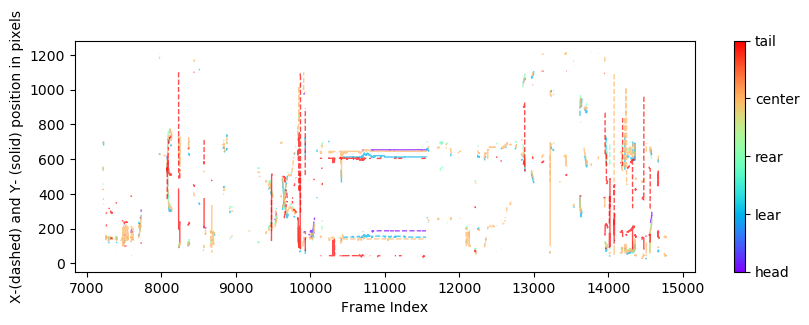 X-(dashed) and Y- (solid) position in pixels
1200
1000
800
600
400
200
0
7000 8000 9000 10000 11000 12000 13000 14000 15000
Frame Index
tail
center
rear
lear
head